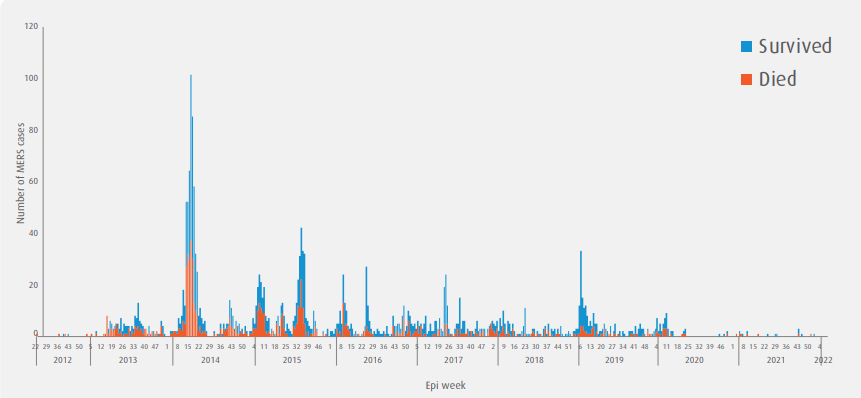 120
100
80
60
40
20
0
Number of MERS cases
Survived
Died
22 29 36 43 50 5 12 19 26 33 40 47 1 8 15 22 29 36 43 50 4 11 18 25 32 39 46 1 8 15 22 29 36 43 50 5 12 19 26 33 40 47 2 9 16 23 30 37 44 51 6 13 20 27 34 41 48 4 11 18 25 32 39 46 1 8 15 22 29 36 43 50 4
2012 2013 2014 2015 2016 2017 2018 2019 2020 2021 2022
Epi week